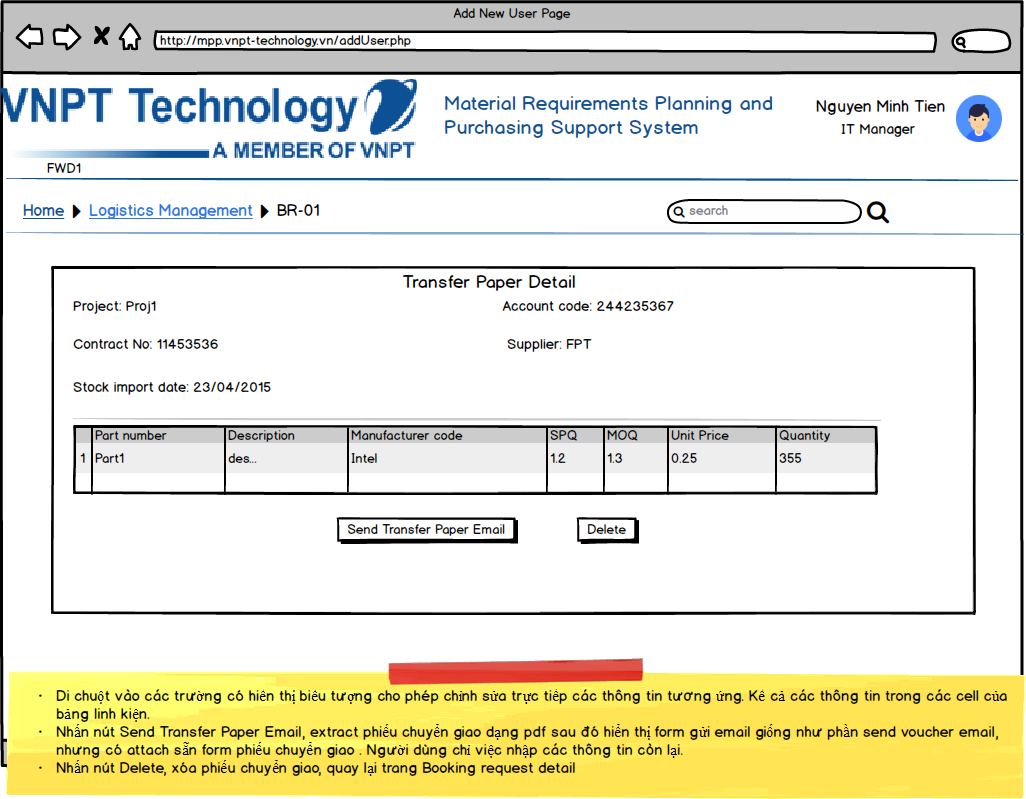 Add New User Page
http://mpp.vnpt-technology.vn/addUser.php
VNPT Technology
A MEMBER OF VNPT
Material Requirements Planning and
Purchasing Support System
Nguyen Minh Tien
IT Manager
FWD1
Home Logistics Management BR-01
search
Transfer Paper Detail
Project: Proj1 Account code: 244235367
Contract No: 11453536 Supplier: FPT
Stock import date: 23/04/2015
Part number Description Manufacturer code SPQ MOQ Unit Price Quantity
1 Part1 des... Intel 1.2 1.3 0.25 355
Send Transfer Paper Email Delete
• Di chuột vào các trường có hiển thị biểu tượng cho phép chỉnh sửa trực tiếp các thông tin tương ứng. Kể cả các thông tin trong các cell của
bảng linh kiện.
• Nhấn nút Send Transfer Paper Email, extract phiếu chuyển giao dạng pdf sau đó hiển thị form gửi email giống như phần send voucher email,
nhưng có attach sẵn form phiếu chuyển giao . Người dùng chỉ việc nhập các thông tin còn lại.
• Nhấn nút Delete, xóa phiếu chuyển giao, quay lại trang Booking request detail